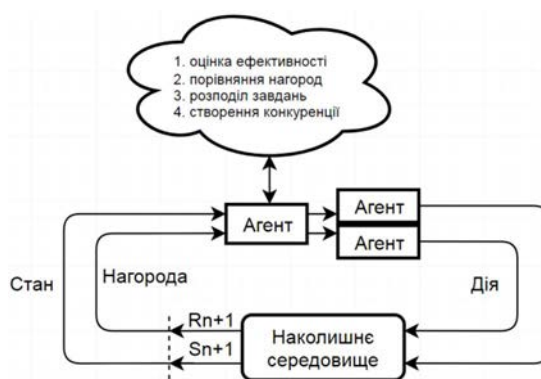 1. оцінка ефективності
2. порівняння нагород
3. розподіл завдань
4. створення конкуренції
Агент
Агент
Агент
Стан
Нагорода
Дія
Rn+1
Sn+1
Наколишнє
середовище